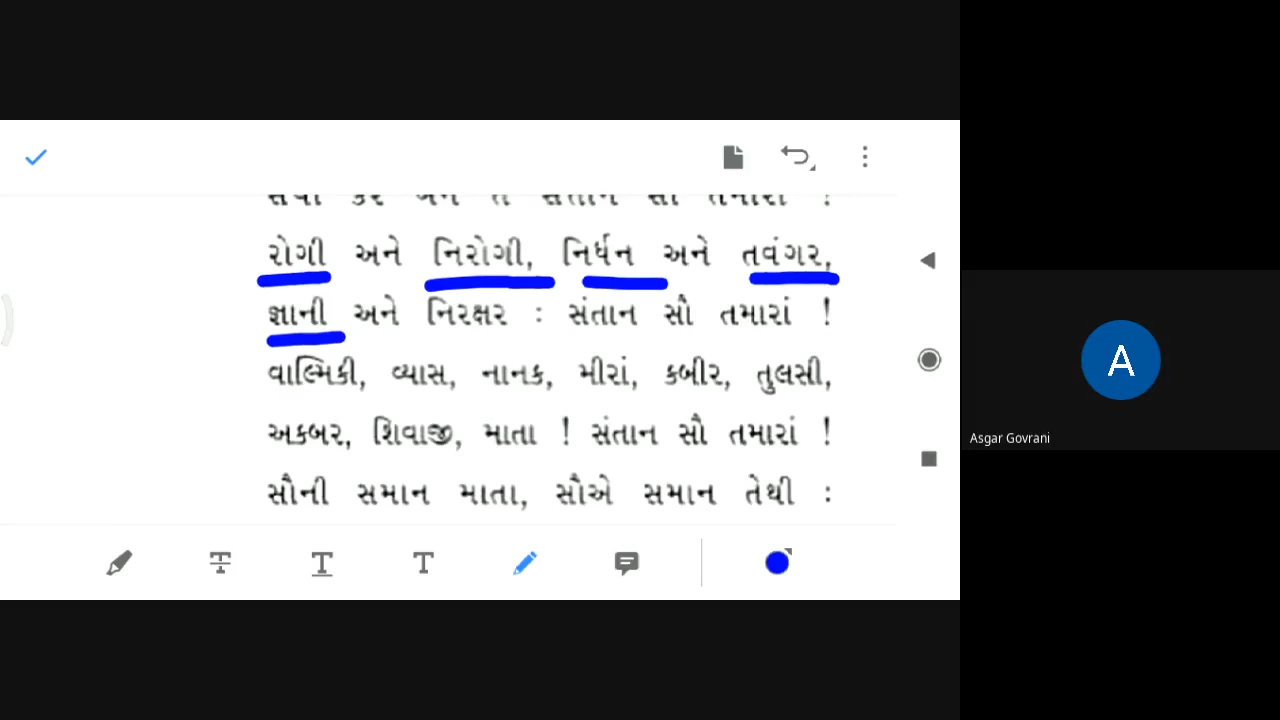 રોગી અને નિરોગી, નિર્ધન અને તવંગર,
જ્ઞાની અને નિરક્ષર : સંતાન સૌ તમારાં !
વાલ્મિકી, વ્યાસ, નાનક, મીરાં, કબીર, તુલસી,
અકબર, શિવાજી, માતા ! સંતાન સૌ તમારાં !
સૌની સમાન માતા, સૌએ સમાન તેથી :
A
Asgar Govrani